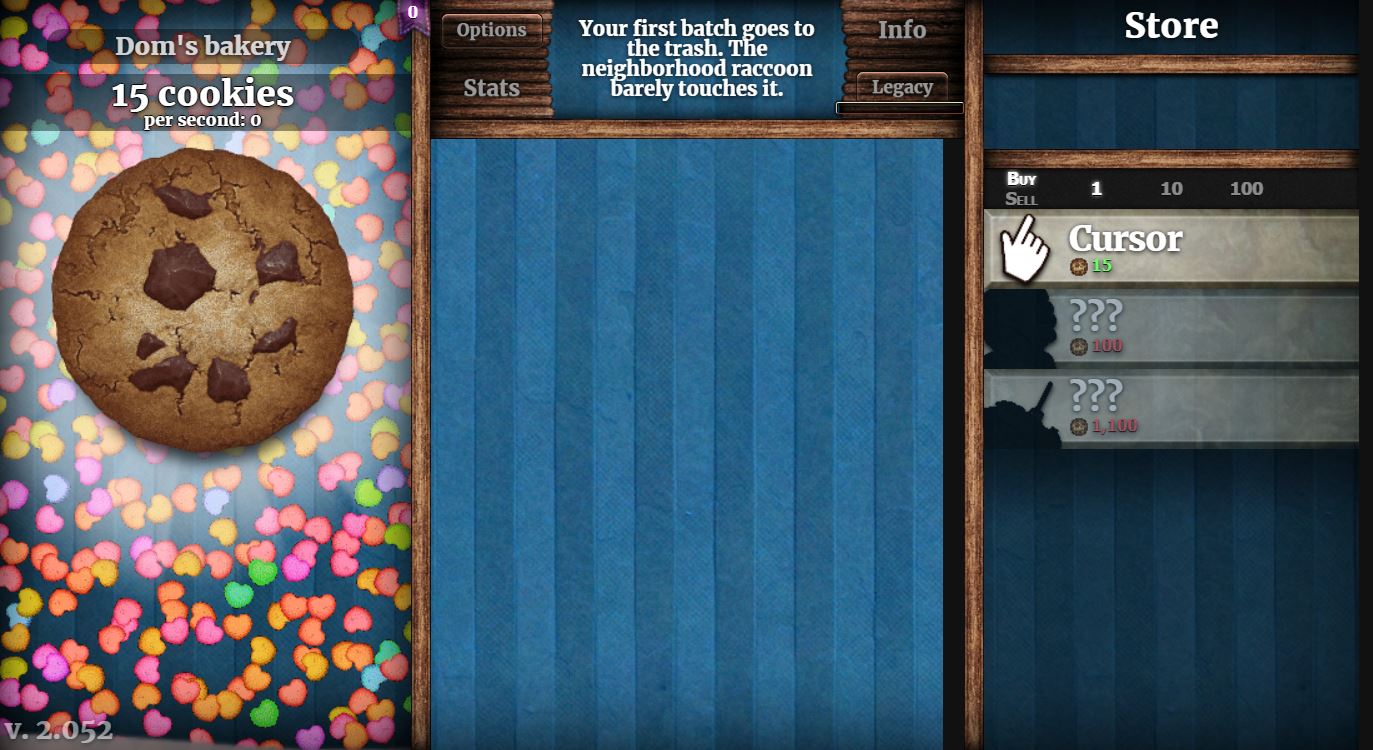 Dom's bakery
15 cookies
per second: 0
0
Options
Stats
Your first batch goes to
the trash. The
neighborhood raccoon
barely touches it.
Info
Legacy
Store
Buy
Sell
1
10
100
Cursor
15
???
100
???
1,100
v. 2.052